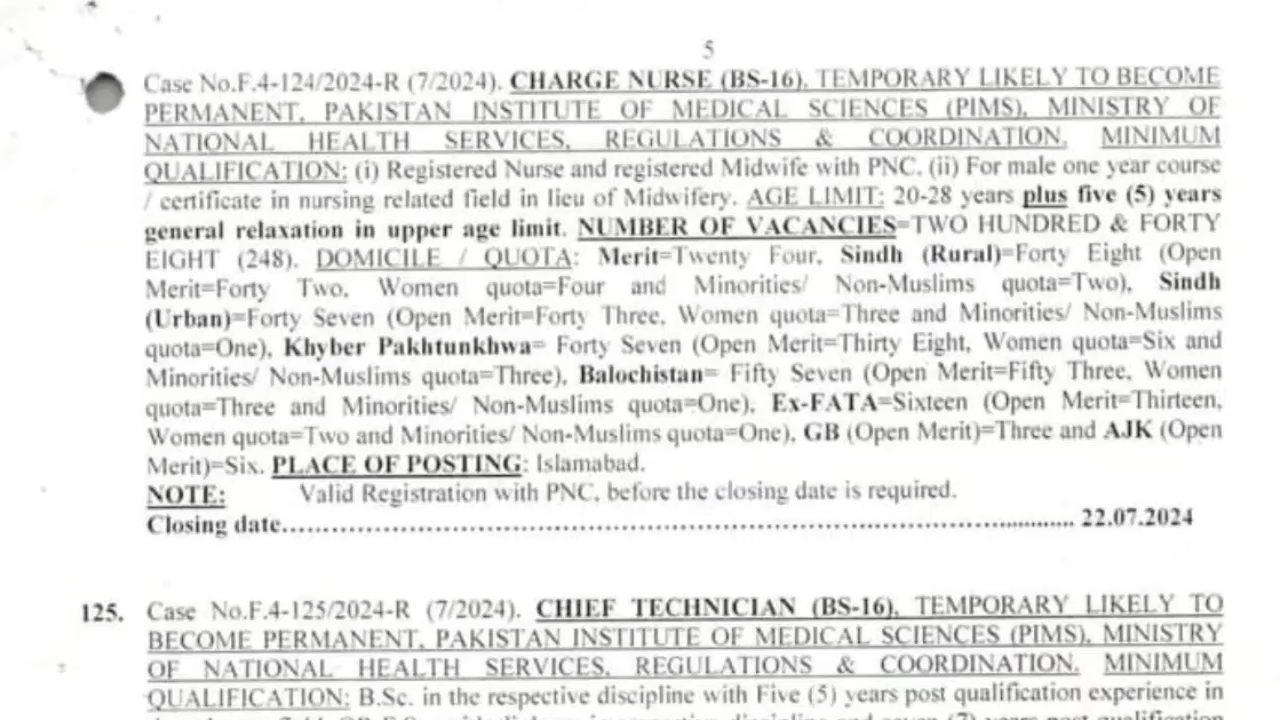 5
Case No.F.4-124/2024-R (7/2024). CHARGE NURSE (BS-16), TEMPORARY LIKELY TO BECOME
PERMANENT, PAKISTAN INSTITUTE OF MEDICAL SCIENCES (PIMS), MINISTRY OF
NATIONAL HEALTH SERVICES, REGULATIONS & COORDINATION. MINIMUM
QUALIFICATION: (i) Registered Nurse and registered Midwife with PNC. (ii) For male one year course
/ certificate in nursing related field in lieu of Midwifery. AGE LIMIT: 20-28 years plus five (5) years
general relaxation in upper age limit. NUMBER OF VACANCIES=TWO HUNDRED & FORTY
EIGHT (248). DOMICILE / QUOTA: Merit=Twenty Four, Sindh (Rural)=Forty Eight (Open
Merit=Forty Two, Women quota=Four and Minorities/ Non-Muslims quota=Two), Sindh
(Urban)=Forty Seven (Open Merit=Forty Three, Women quota=Three and Minorities/ Non-Muslims
quota=One), Khyber Pakhtunkhwa= Forty Seven (Open Merit=Thirty Eight, Women quota=Six and
Minorities/ Non-Muslims quota=Three), Balochistan= Fifty Seven (Open Merit=Fifty Three, Women
quota=Three and Minorities/ Non-Muslims quota=One), Ex-FATA=Sixteen (Open Merit=Thirteen,
Women quota=Two and Minorities/ Non-Muslims quota=One), GB (Open Merit)=Three and AJK (Open
Merit)=Six. PLACE OF POSTING: Islamabad.
NOTE: Valid Registration with PNC, before the closing date is required.
Closing date.................................................................................................. 22.07.2024
125. Case No.F.4-125/2024-R (7/2024). CHIEF TECHNICIAN (BS-16), TEMPORARY LIKELY TO
BECOME PERMANENT, PAKISTAN INSTITUTE OF MEDICAL SCIENCES (PIMS), MINISTRY
OF NATIONAL HEALTH SERVICES, REGULATIONS & COORDINATION. MINIMUM
QUALIFICATION: B.Sc. in the respective discipline with Five (5) years post qualification experience in